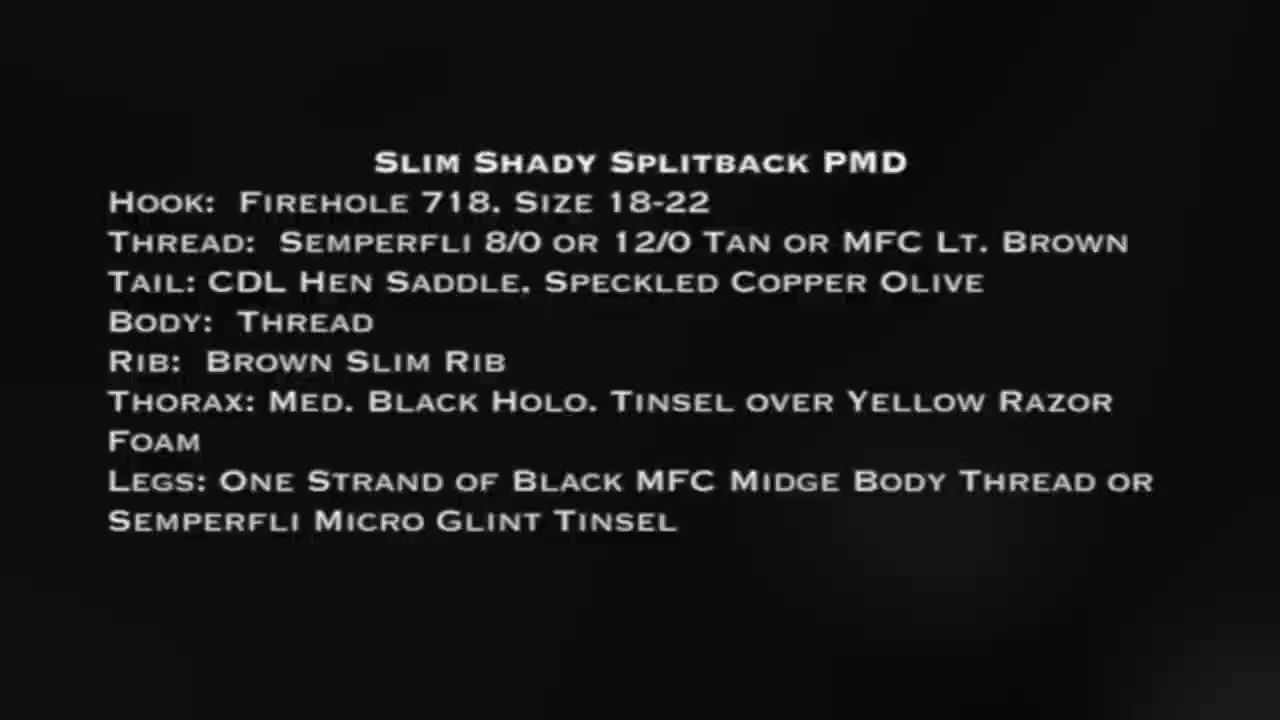 Slim Shady Splitback PMD
Hook: Firehole 718. Size 18-22
Thread: Semperfli 8/0 or 12/0 Tan or MFC Lt. Brown
Tail: CDL Hen Saddle. Speckled Copper Olive
Body: Thread
Rib: Brown Slim Rib
Thorax: Med. Black Holo. Tinsel over Yellow Razor
Foam
Legs: One Strand of Black MFC Midge Body Thread or
Semperfli Micro Glint Tinsel